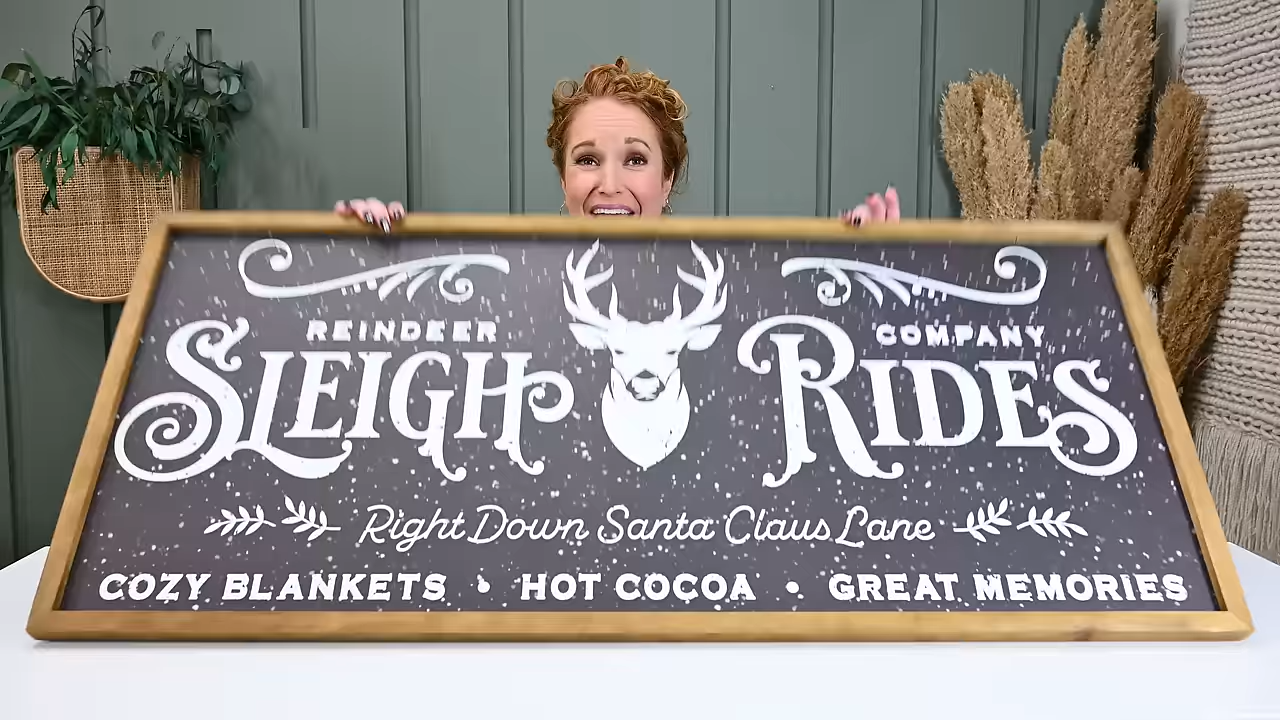 REINDEER COMPANY
SLEIGH RIDES
Right Down Santa Claus Lane
COZY BLANKETS • HOT COCOA • GREAT MEMORIES